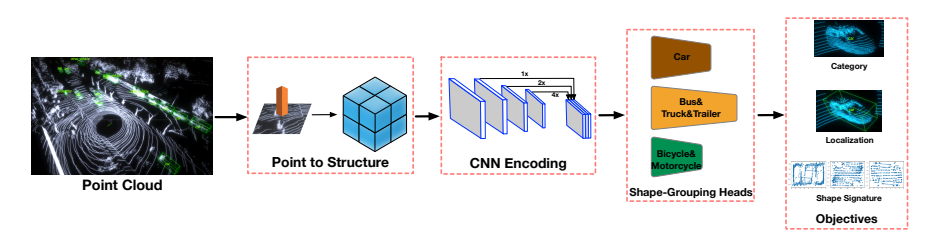 Point Cloud
Point to Structure
1x
2x
4x
CNN Encoding
Car
Bus&
Truck&Trailer
Bicycle&
Motorcycle
Shape-Grouping Heads
Category
Localization
Shape Signature
Objectives